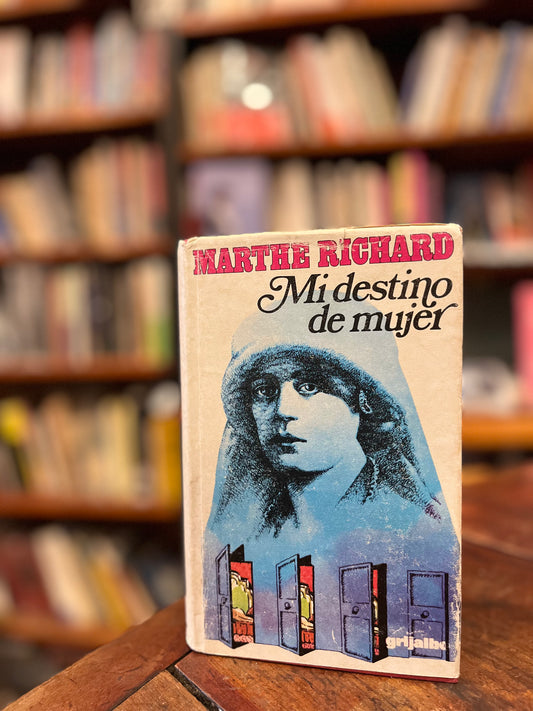 MARTHE RICHARD
Mi destino
de mujer
grijalbo